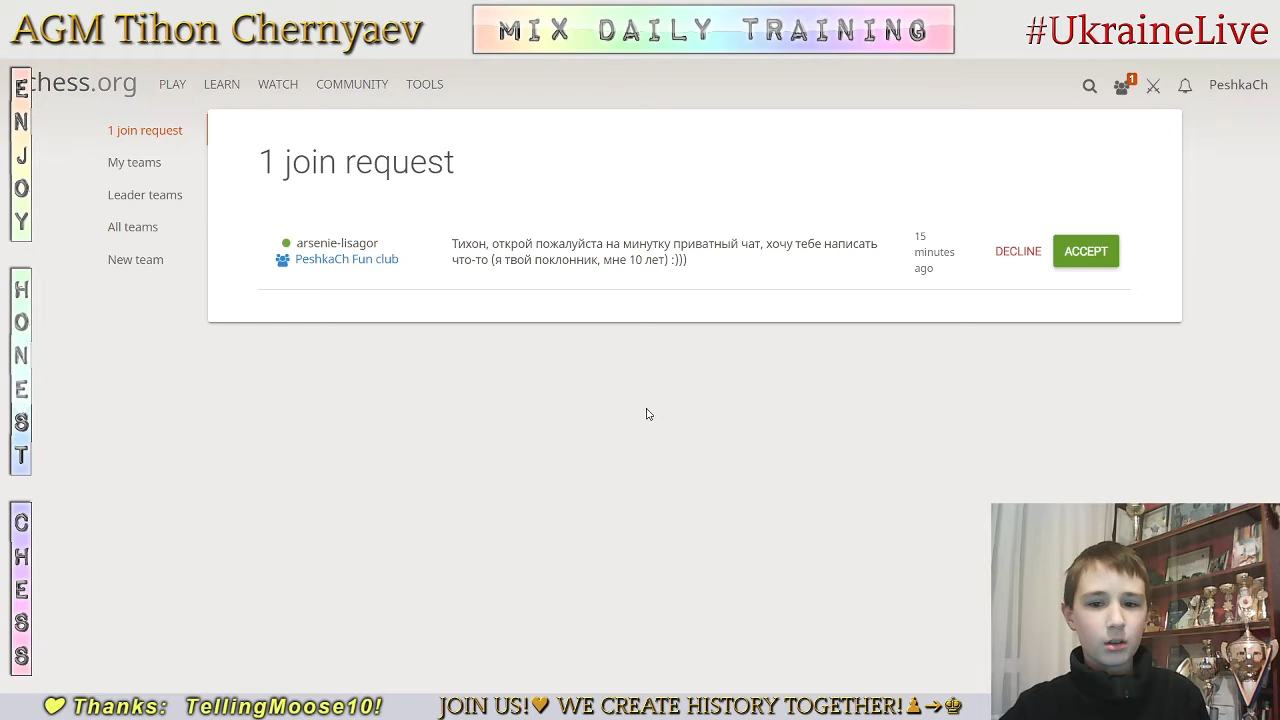 AGM Tihon Chernyaev
MIX DAILY TRAINING
#UkraineLive
chess.org
PLAY
LEARN
WATCH
COMMUNITY
TOOLS
1
PeshkaCh
ENJOY
HONEST
CHESS
1 join request
My teams
Leader teams
All teams
New team
1 join request
arsenie-lisagor
PeshkaCh Fun club
Тихон, открой пожалуйста на минутку приватный чат, хочу тебе написать
что-то (я твой поклонник, мне 10 лет) :)))
15
minutes
ago
DECLINE
ACCEPT
Thanks: TellingMoose10!
JOIN US! WE CREATE HISTORY TOGETHER!